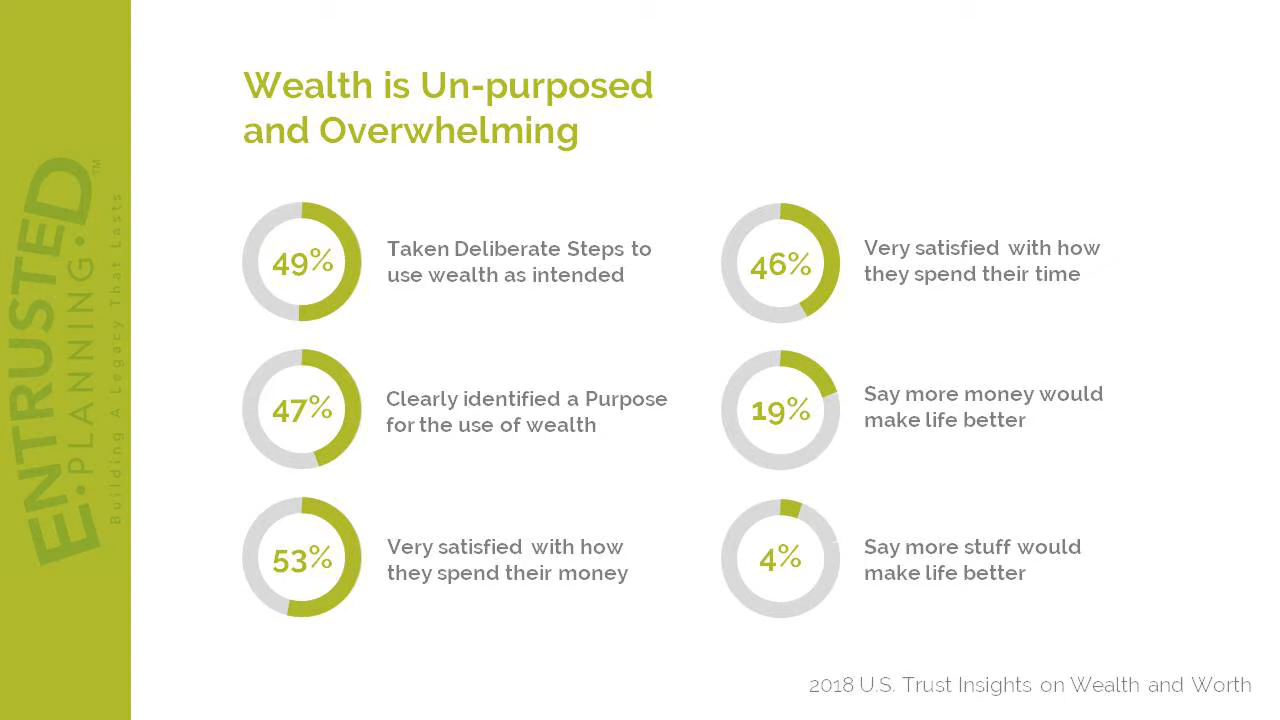 Wealth is Un-purposed
and Overwhelming
49%
Taken Deliberate Steps to
use wealth as intended
47%
Clearly identified a Purpose
for the use of wealth
53%
Very satisfied with how
they spend their money
46%
Very satisfied with how
they spend their time
19%
Say more money would
make life better
4%
Say more stuff would
make life better
2018 U.S. Trust Insights on Wealth and Worth
ENTRUSTED
E.PLANNING.D™
Building A Legacy That Lasts